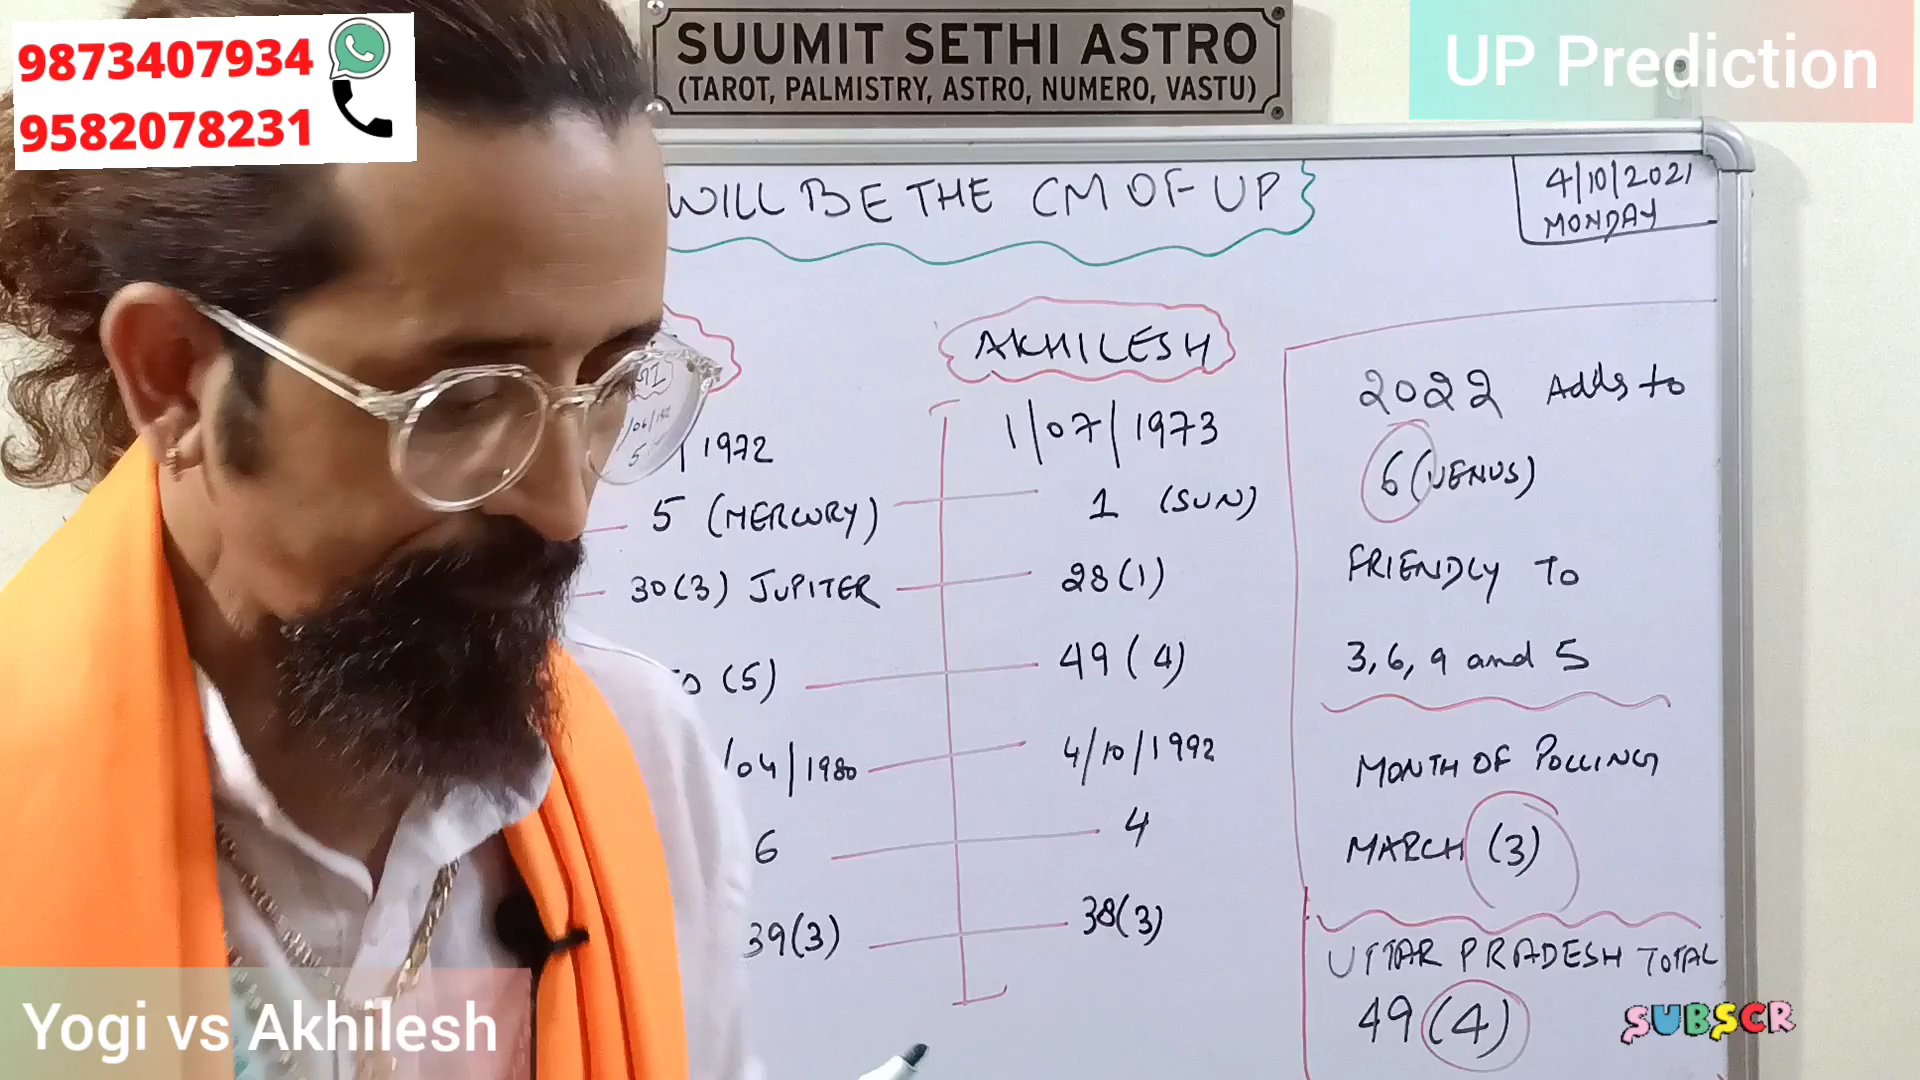 9873407934
9582078231
SUUMIT SETHI ASTRO
(TAROT, PALMISTRY, ASTRO, NUMERO, VASTU)
UP Prediction
WILL BE THE CM OF UP
4/10/2021
MONDAY
AKHILESH
1972
5 (MERCURY)
30(3) JUPITER
(5)
/04/1980
6
39(3)
1/07/1973
1 (SUN)
28(1)
49(4)
4/10/1992
4
38(3)
2022 Adds to
6 (VENUS)
FRIENDLY TO
3, 6, 9 and 5
MONTH OF POLLING
MARCH (3)
UTTAR PRADESH TOTAL
49(4)
Yogi vs Akhilesh
SUBSCR